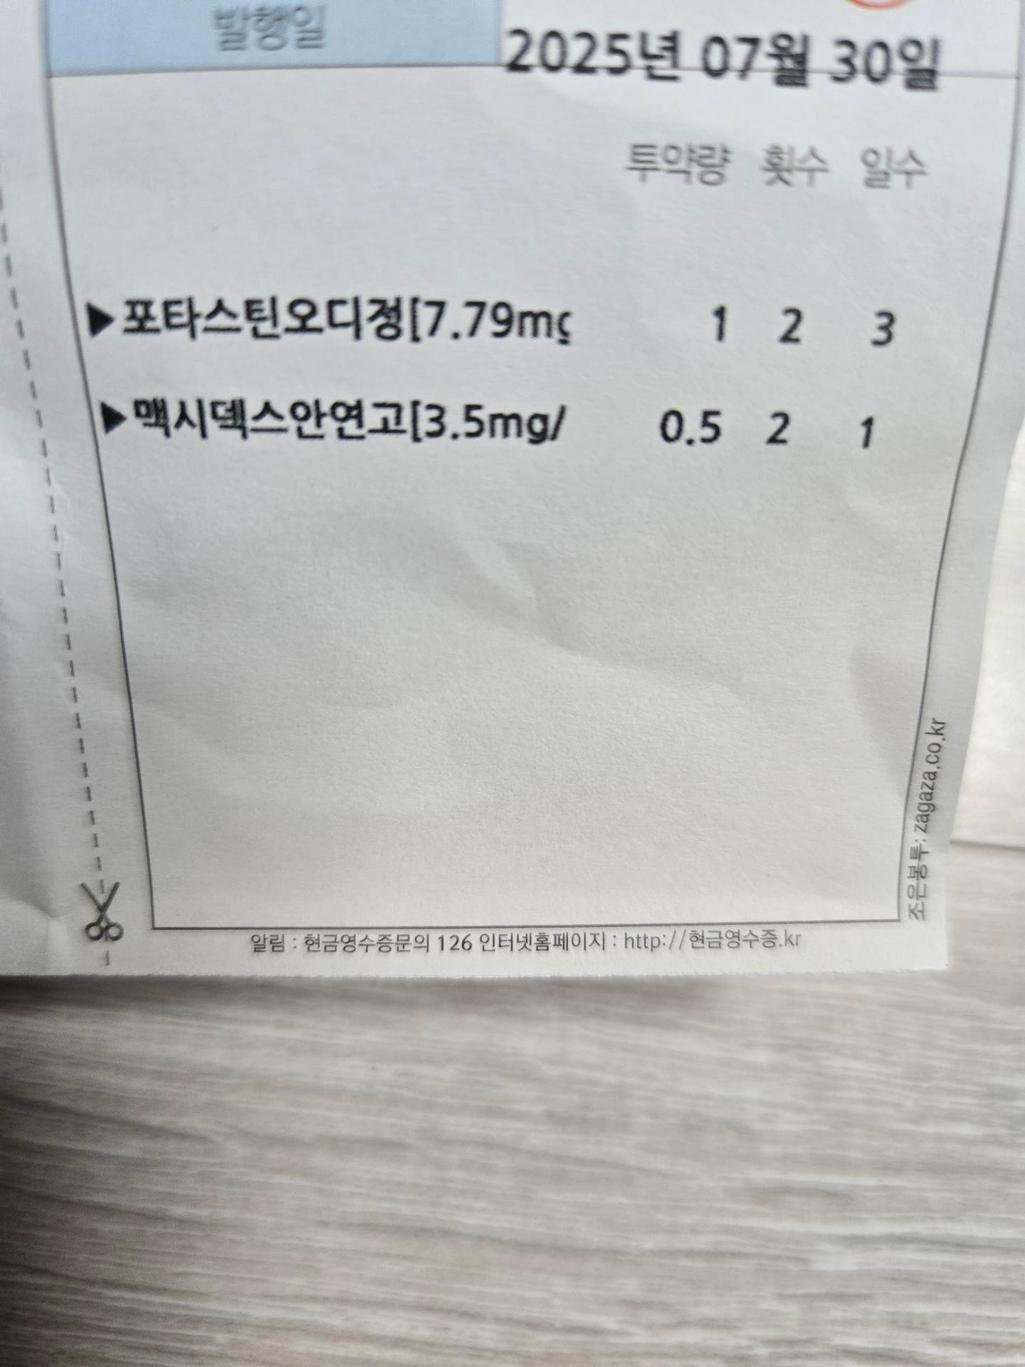 발행일 2025년 07월 30일
투약량 횟수 일수
▶포타스틴오디정[7.79mg 1 2 3
▶맥시덱스안연고[3.5mg/ 0.5 2 1
조은봉투: zagaza.co.kr
알림 : 현금영수증문의 126 인터넷홈페이지 : http://현금영수증.kr